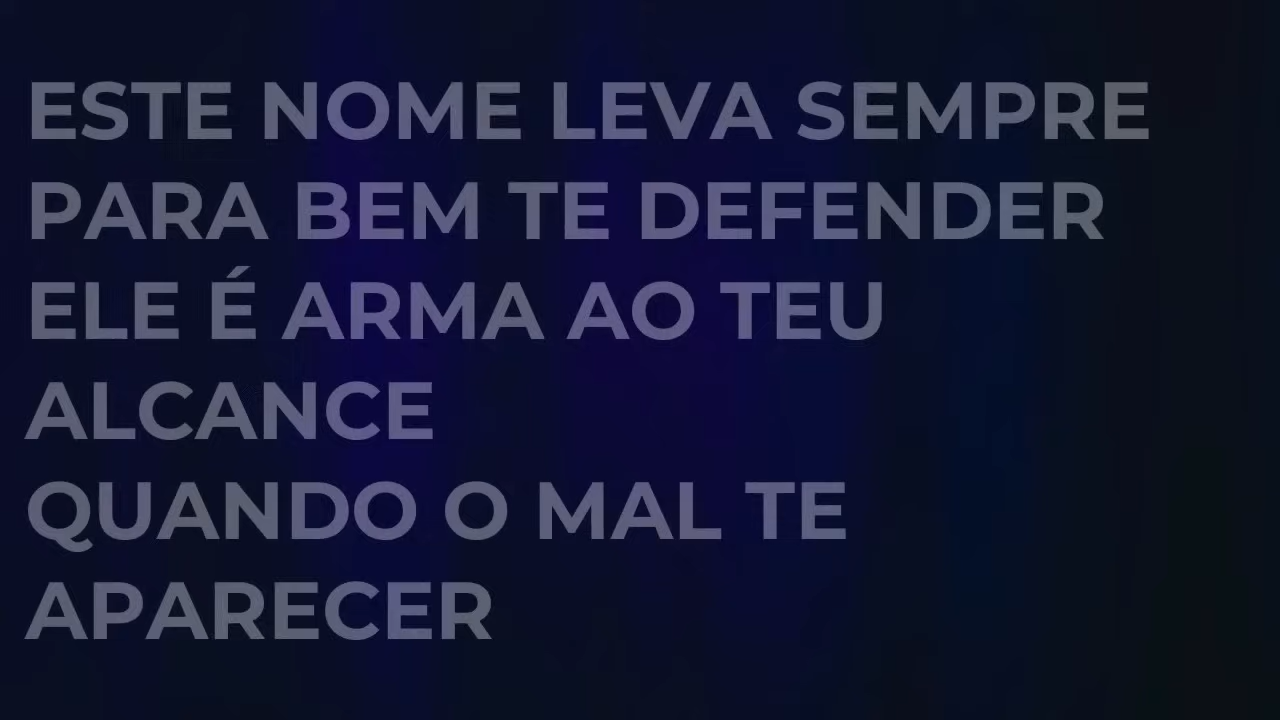 ESTE NOME LEVA SEMPRE
PARA BEM TE DEFENDER
ELE É ARMA AO TEU
ALCANCE
QUANDO O MAL TE
APARECER